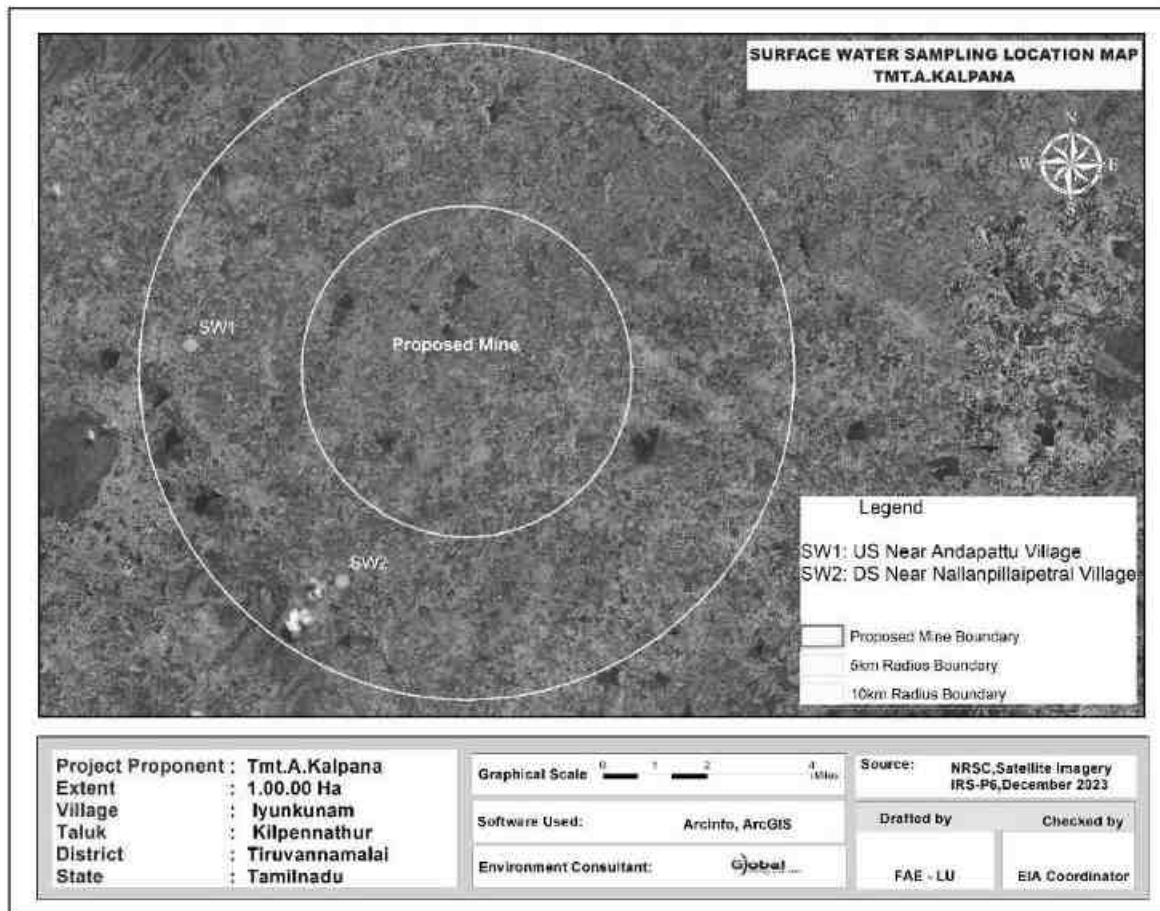 SURFACE WATER SAMPLING LOCATION MAP
TMT.A.KALPANA
N
W E
S
SW1
Proposed Mine
SW2
Legend
SW1: US Near Andapattu Village
SW2: DS Near Nallanpillaipetral Village
Proposed Mine Boundary
5km Radius Boundary
10km Radius Boundary
Project Proponent : Tmt.A.Kalpana
Extent : 1.00.00 Ha
Village : Iyunkunam
Taluk : Kilpennathur
District : Tiruvannamalai
State : Tamilnadu
Graphical Scale 0 1 2 4
Miles
Software Used: Arcinfo, ArcGIS
Environment Consultant: Global
Source: NRSC,Satellite Imagery
IRS-P6,December 2023
Drafted by Checked by
FAE - LU EIA Coordinator